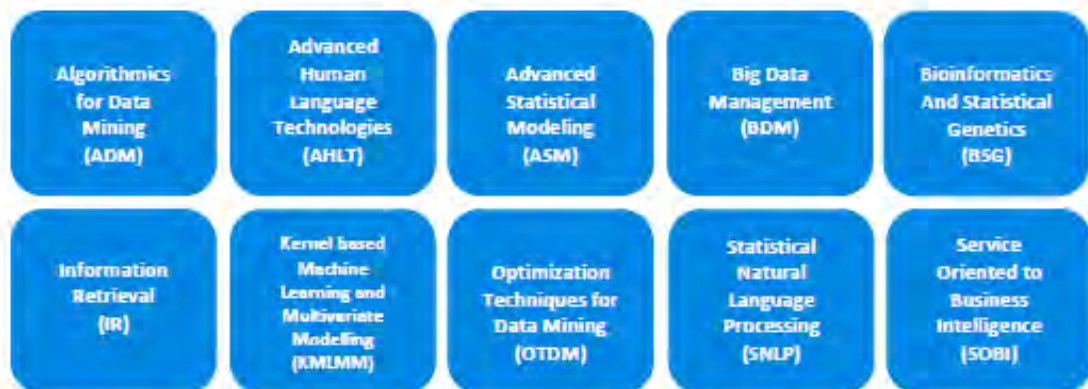 Algorithmics
for Data
Mining
(ADM)
Advanced
Human
Language
Technologies
(AHLT)
Advanced
Statistical
Modeling
(ASM)
Big Data
Management
(BDM)
Bioinformatics
And Statistical
Genetics
(BSG)
Information
Retrieval
(IR)
Kernel based
Machine
Learning and
Multivariate
Modelling
(KMLMM)
Optimization
Techniques for
Data Mining
(OTDM)
Statistical
Natural
Language
Processing
(SNLP)
Service
Oriented to
Business
Intelligence
(SOBI)